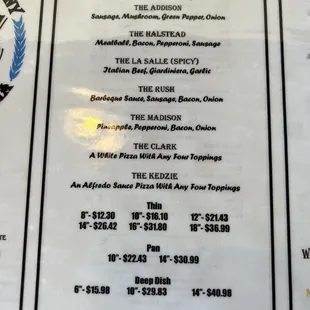 THE ADDISON
Sausage, Mushroom, Green Pepper, Onion
THE HALSTEAD
Meatball, Bacon, Pepperoni, Sausage
THE LA SALLE (SPICY)
Italian Beef, Giardiniera, Garlic
THE RUSH
Barbeque Sauce, Sausage, Bacon, Onion
THE MADISON
Pineapple, Pepperoni, Bacon, Onion
THE CLARK
A White Pizza With Any Four Toppings
THE KEDZIE
An Alfredo Sauce Pizza With Any Four Toppings
Thin
8"- $12.30 10"- $16.10 12"- $21.43
14"- $26.42 16"- $31.80 18"- $36.99
Pan
10"- $22.43 14"- $30.99
Deep Dish
6"- $15.98 10"- $29.83 14"- $40.98